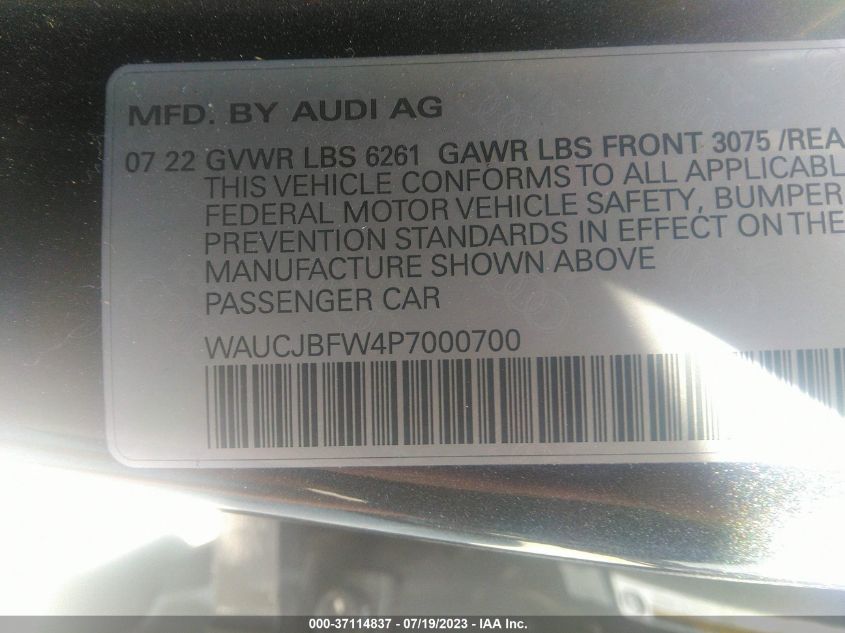 MFD. BY AUDI AG
07 22 GVWR LBS 6261 GAWR LBS FRONT 3075 /REA
THIS VEHICLE CONFORMS TO ALL APPLICABL
FEDERAL MOTOR VEHICLE SAFETY, BUMPER
PREVENTION STANDARDS IN EFFECT ON THE
MANUFACTURE SHOWN ABOVE
PASSENGER CAR
WAUCJBFW4P7000700
000-37114837 - 07/19/2023 - IAA Inc.